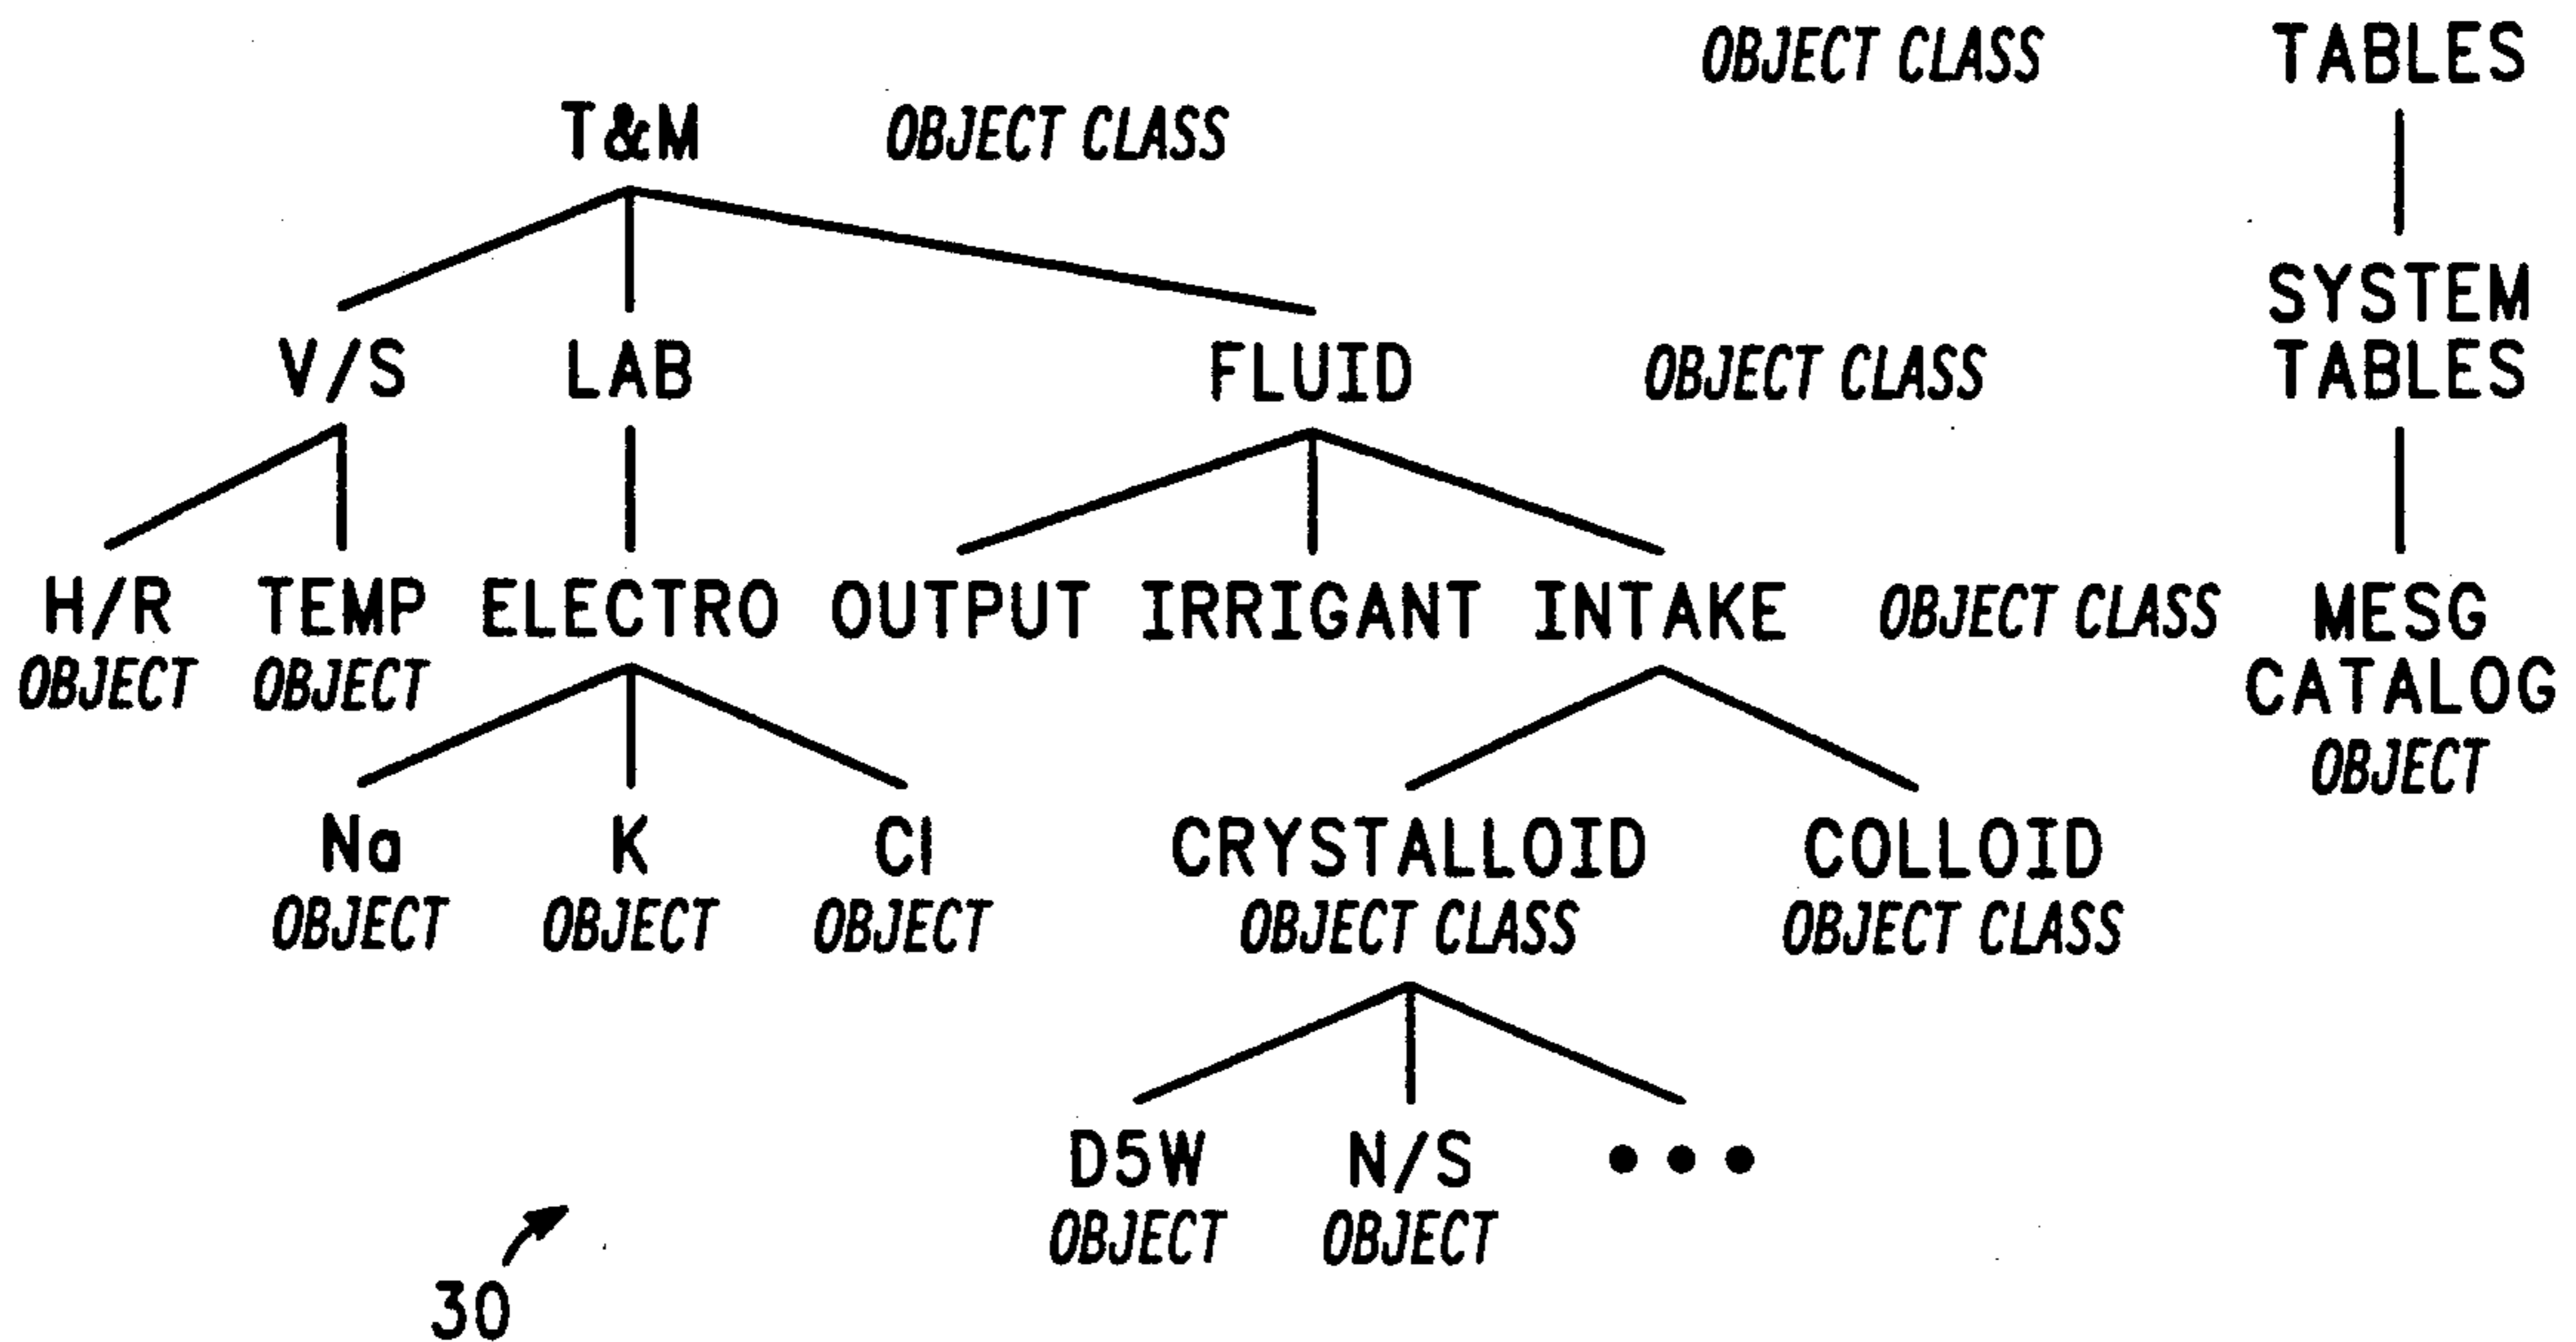 OBJECT CLASS TABLES
T&M OBJECT CLASS
SYSTEM
V/S LAB FLUID OBJECT CLASS TABLES
H/R TEMP ELECTRO OUTPUT IRRIGANT INTAKE OBJECT CLASS MESG
OBJECT OBJECT CATALOG
OBJECT
Na K Cl CRYSTALLOID COLLOID
OBJECT OBJECT OBJECT OBJECT CLASS OBJECT CLASS
D5W N/S •••
OBJECT OBJECT
30